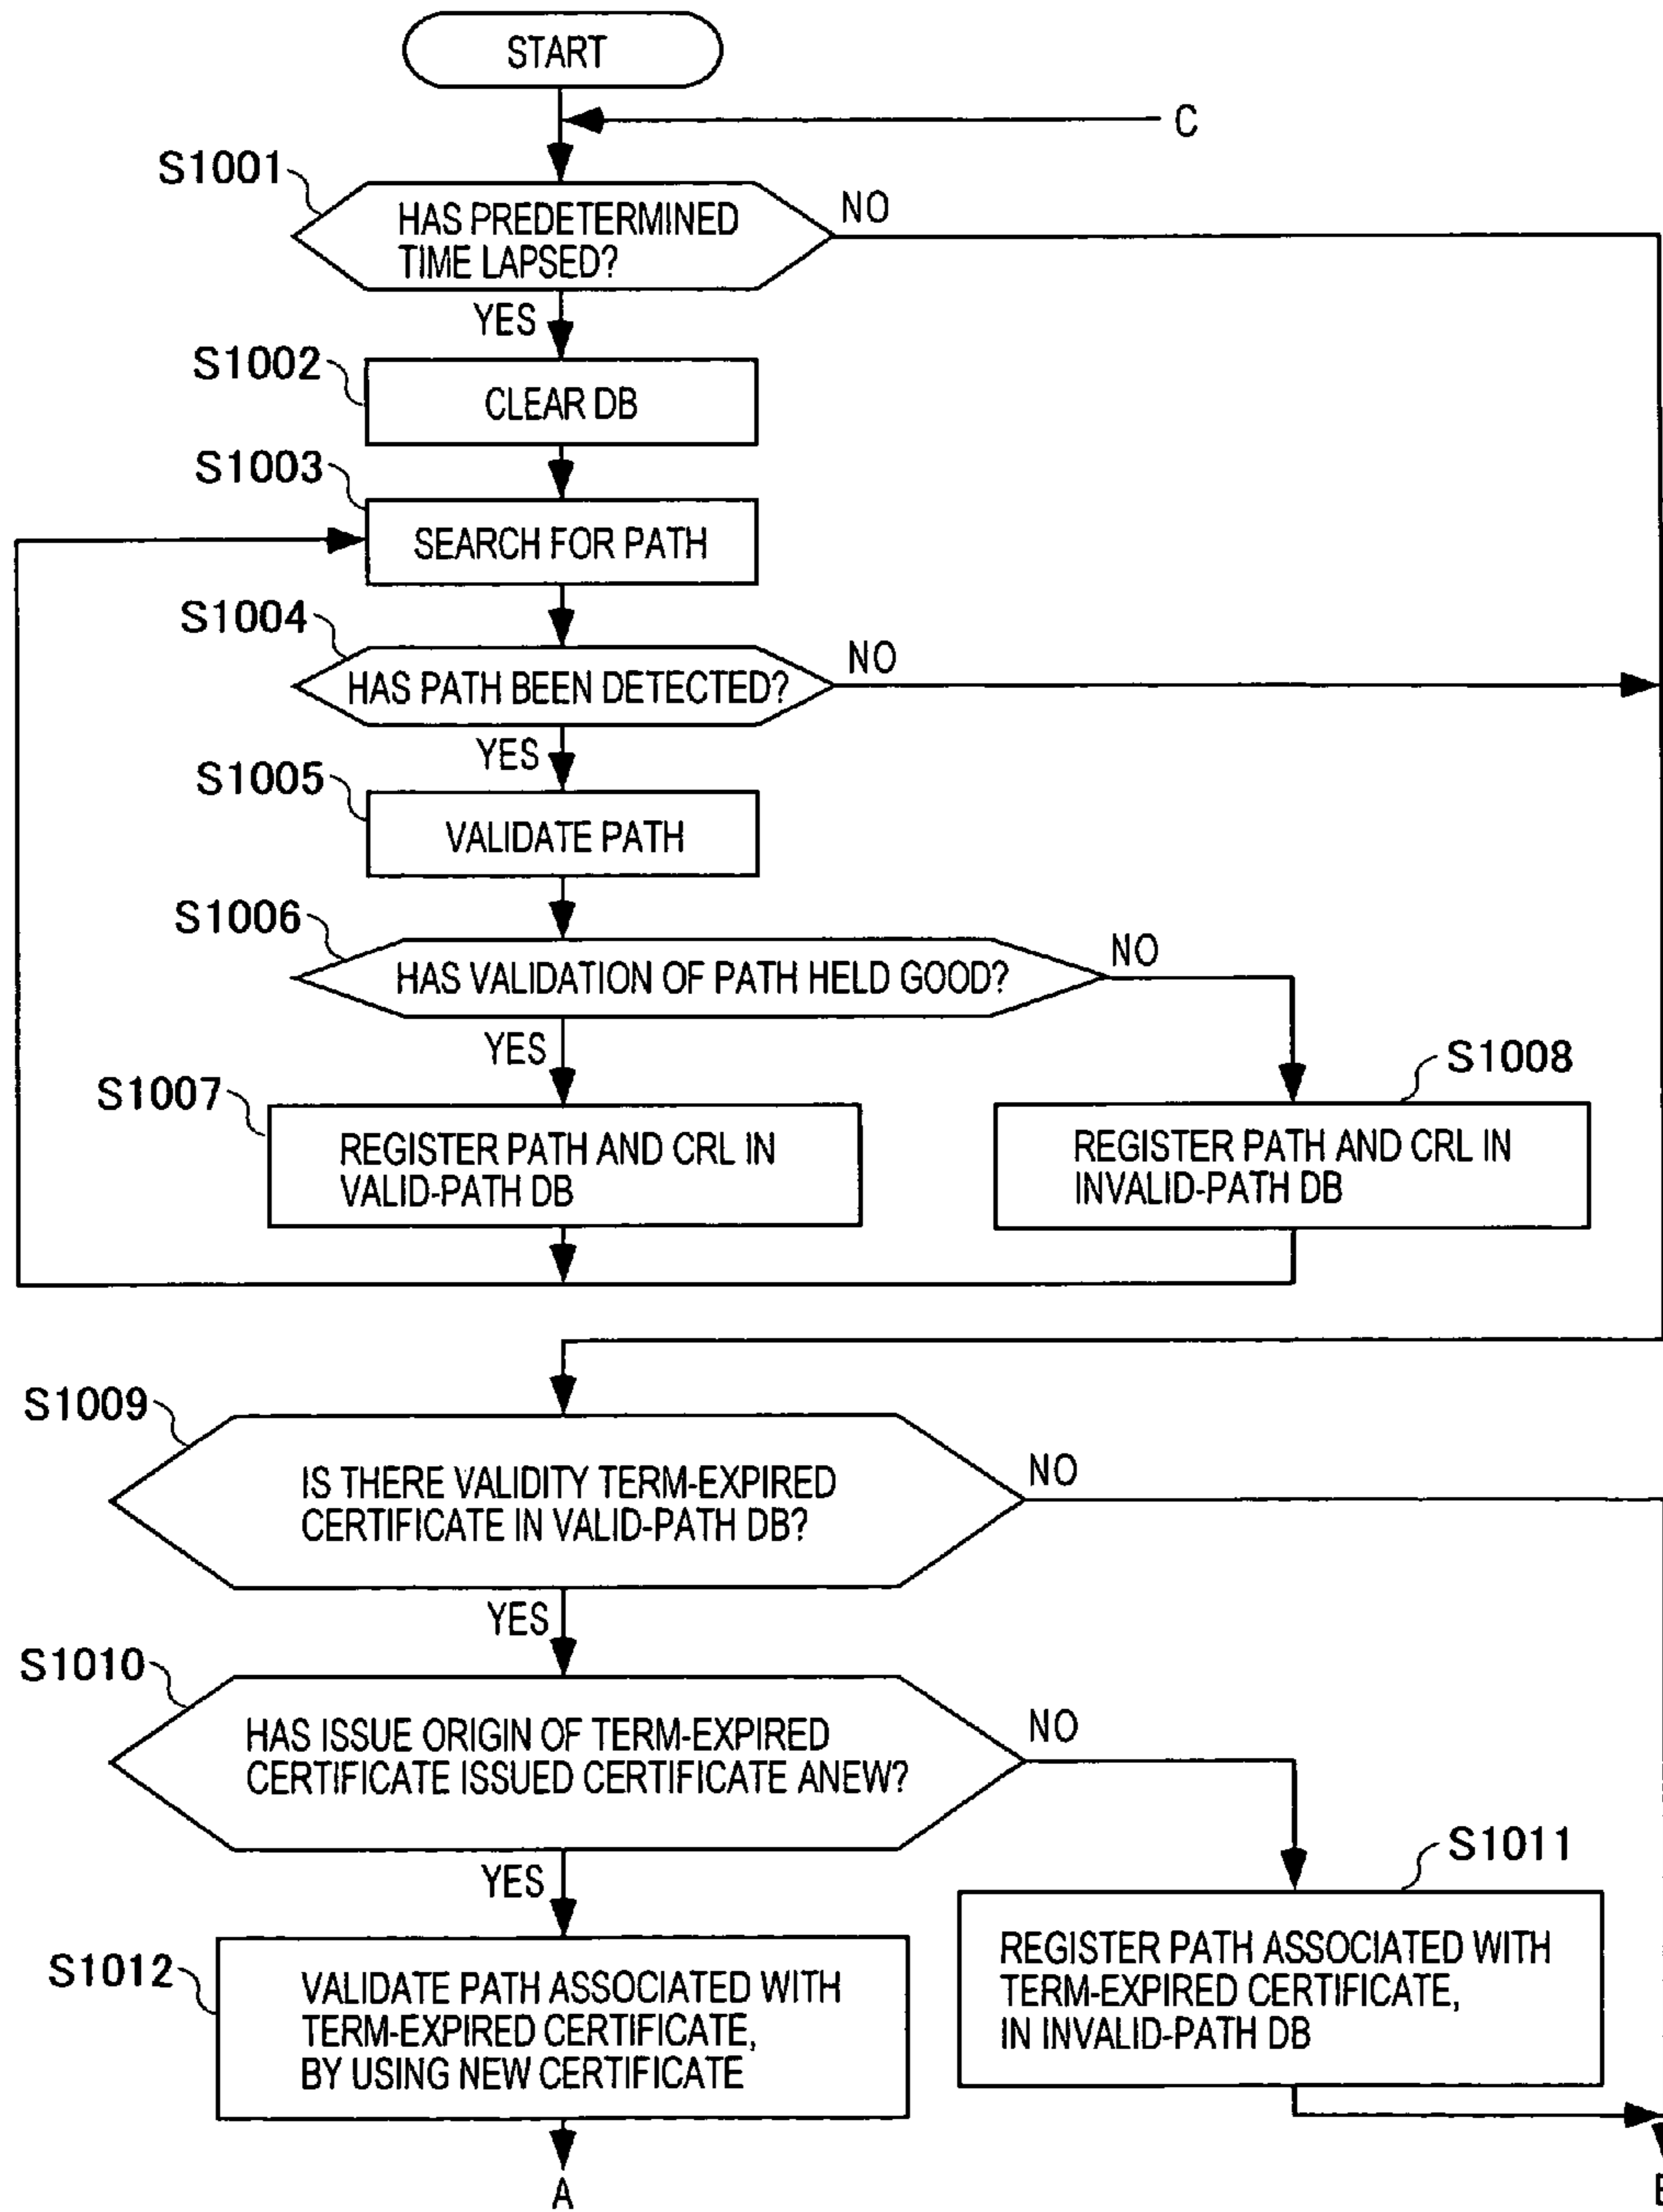 START
C
S1001
HAS PREDETERMINED
TIME LAPSED?
NO
YES
S1002
CLEAR DB
S1003
SEARCH FOR PATH
S1004
HAS PATH BEEN DETECTED?
NO
YES
S1005
VALIDATE PATH
S1006
HAS VALIDATION OF PATH HELD GOOD?
NO
YES
S1007
REGISTER PATH AND CRL IN
VALID-PATH DB
S1008
REGISTER PATH AND CRL IN
INVALID-PATH DB
S1009
IS THERE VALIDITY TERM-EXPIRED
CERTIFICATE IN VALID-PATH DB?
NO
YES
S1010
HAS ISSUE ORIGIN OF TERM-EXPIRED
CERTIFICATE ISSUED CERTIFICATE ANEW?
NO
YES
S1011
REGISTER PATH ASSOCIATED WITH
TERM-EXPIRED CERTIFICATE,
IN INVALID-PATH DB
S1012
VALIDATE PATH ASSOCIATED WITH
TERM-EXPIRED CERTIFICATE,
BY USING NEW CERTIFICATE
A